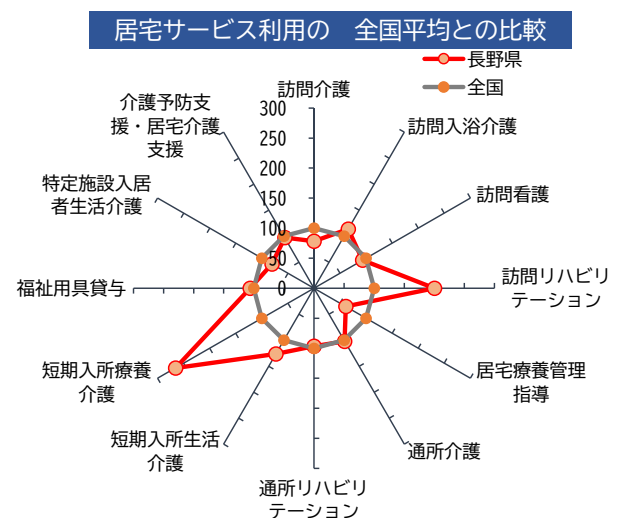 居宅サービス利用の　全国平均との比較
長野県
全国
訪問介護
訪問入浴介護
訪問看護
訪問リハビリ
テーション
居宅療養管理
指導
通所介護
通所リハビリ
テーション
短期入所生活
介護
短期入所療養
介護
福祉用具貸与
特定施設入居
者生活介護
介護予防支
援・居宅介護
支援
300
250
200
150
100
50
0